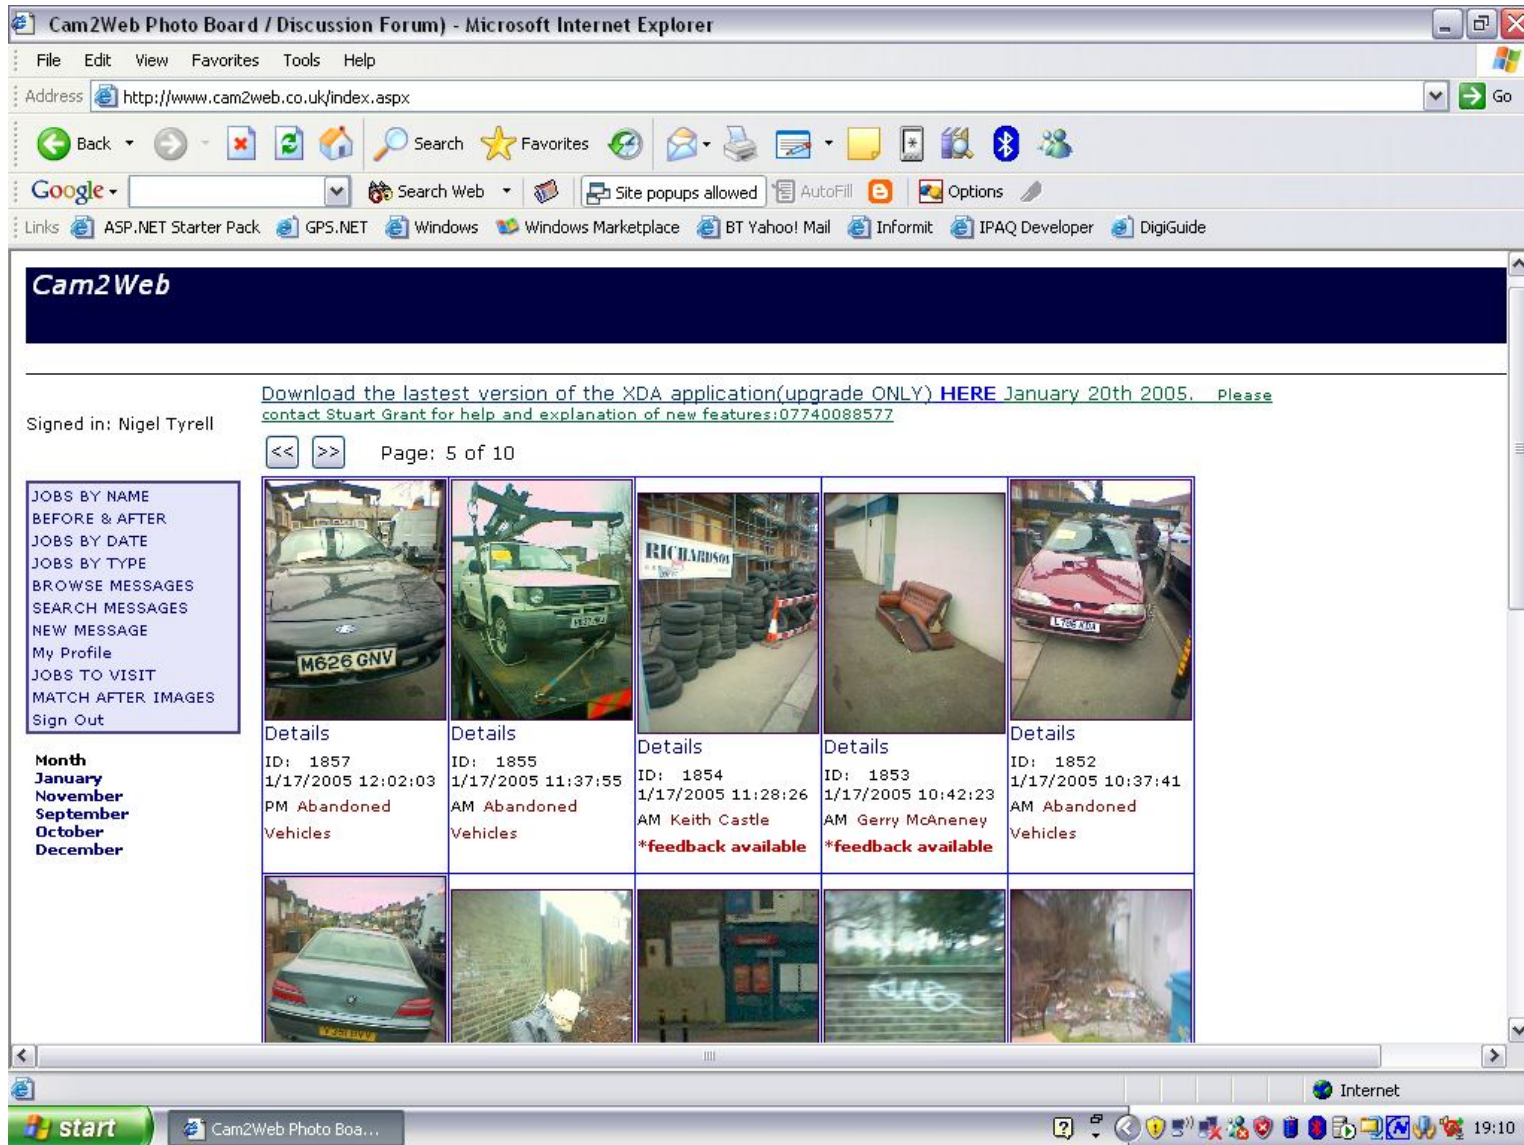 Cam2Web Photo Board / Discussion Forum) - Microsoft Internet Explorer
File Edit View Favorites Tools Help
Address http://www.cam2web.co.uk/index.aspx Go
Back Search Favorites
Google Search Web Site popups allowed AutoFill Options
Links ASP.NET Starter Pack GPS.NET Windows Windows Marketplace BT Yahoo! Mail Informit IPAQ Developer DigiGuide
Cam2Web
Download the lastest version of the XDA application(upgrade ONLY) HERE January 20th 2005. Please
contact Stuart Grant for help and explanation of new features:07740088577
Signed in: Nigel Tyrell
<< >> Page: 5 of 10
JOBS BY NAME
BEFORE & AFTER
JOBS BY DATE
JOBS BY TYPE
BROWSE MESSAGES
SEARCH MESSAGES
NEW MESSAGE
My Profile
JOBS TO VISIT
MATCH AFTER IMAGES
Sign Out
Month
January
November
September
October
December
M626 GNV
Details
ID: 1857
1/17/2005 12:02:03
PM Abandoned
Vehicles
Details
ID: 1855
1/17/2005 11:37:55
AM Abandoned
Vehicles
RICHARDSON
Details
ID: 1854
1/17/2005 11:28:26
AM Keith Castle
*feedback available
Details
ID: 1853
1/17/2005 10:42:23
AM Gerry McAneney
*feedback available
Details
ID: 1852
1/17/2005 10:37:41
AM Abandoned
Vehicles
Internet
start Cam2Web Photo Boa... 19:10